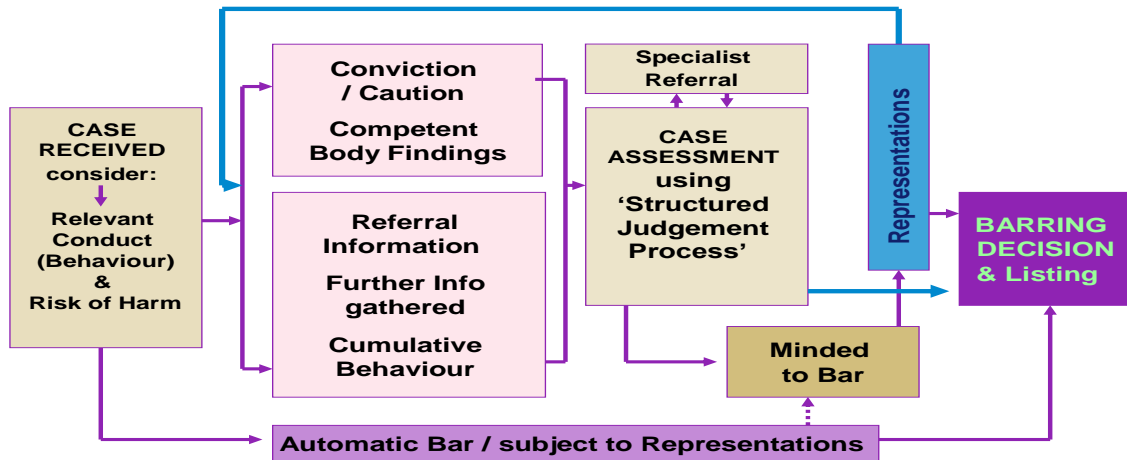 CASE
RECEIVED
consider:
Relevant
Conduct
(Behaviour)
&
Risk of Harm
Conviction
/ Caution
Competent
Body Findings
Referral
Information
Further Info
gathered
Cumulative
Behaviour
Specialist
Referral
CASE
ASSESSMENT
using
‘Structured
Judgement
Process’
Minded
to Bar
Representations
BARRING
DECISION
& Listing
Automatic Bar / subject to Representations